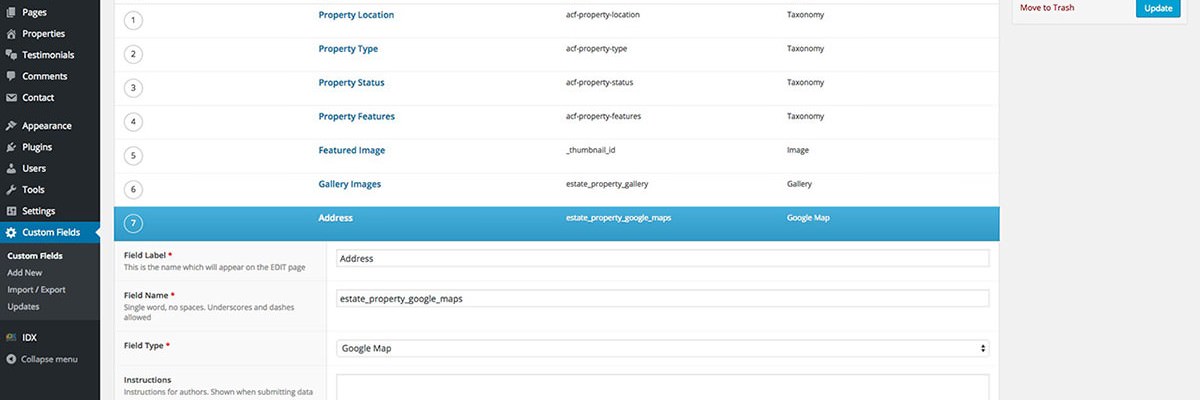 Pages
Properties
Testimonials
Comments
Contact
Appearance
Plugins
Users
Tools
Settings
Custom Fields
Custom Fields
Add New
Import / Export
Updates
IDX
Collapse menu
1 Property Location acf-property-location Taxonomy
2 Property Type acf-property-type Taxonomy
3 Property Status acf-property-status Taxonomy
4 Property Features acf-property-features Taxonomy
5 Featured Image _thumbnail_id Image
6 Gallery Images estate_property_gallery Gallery
7 Address estate_property_google_maps Google Map
Field Label *
This is the name which will appear on the EDIT page
Address
Field Name *
Single word, no spaces. Underscores and dashes
allowed
estate_property_google_maps
Field Type *
Google Map
Instructions
Instructions for authors. Shown when submitting data
Move to Trash
Update